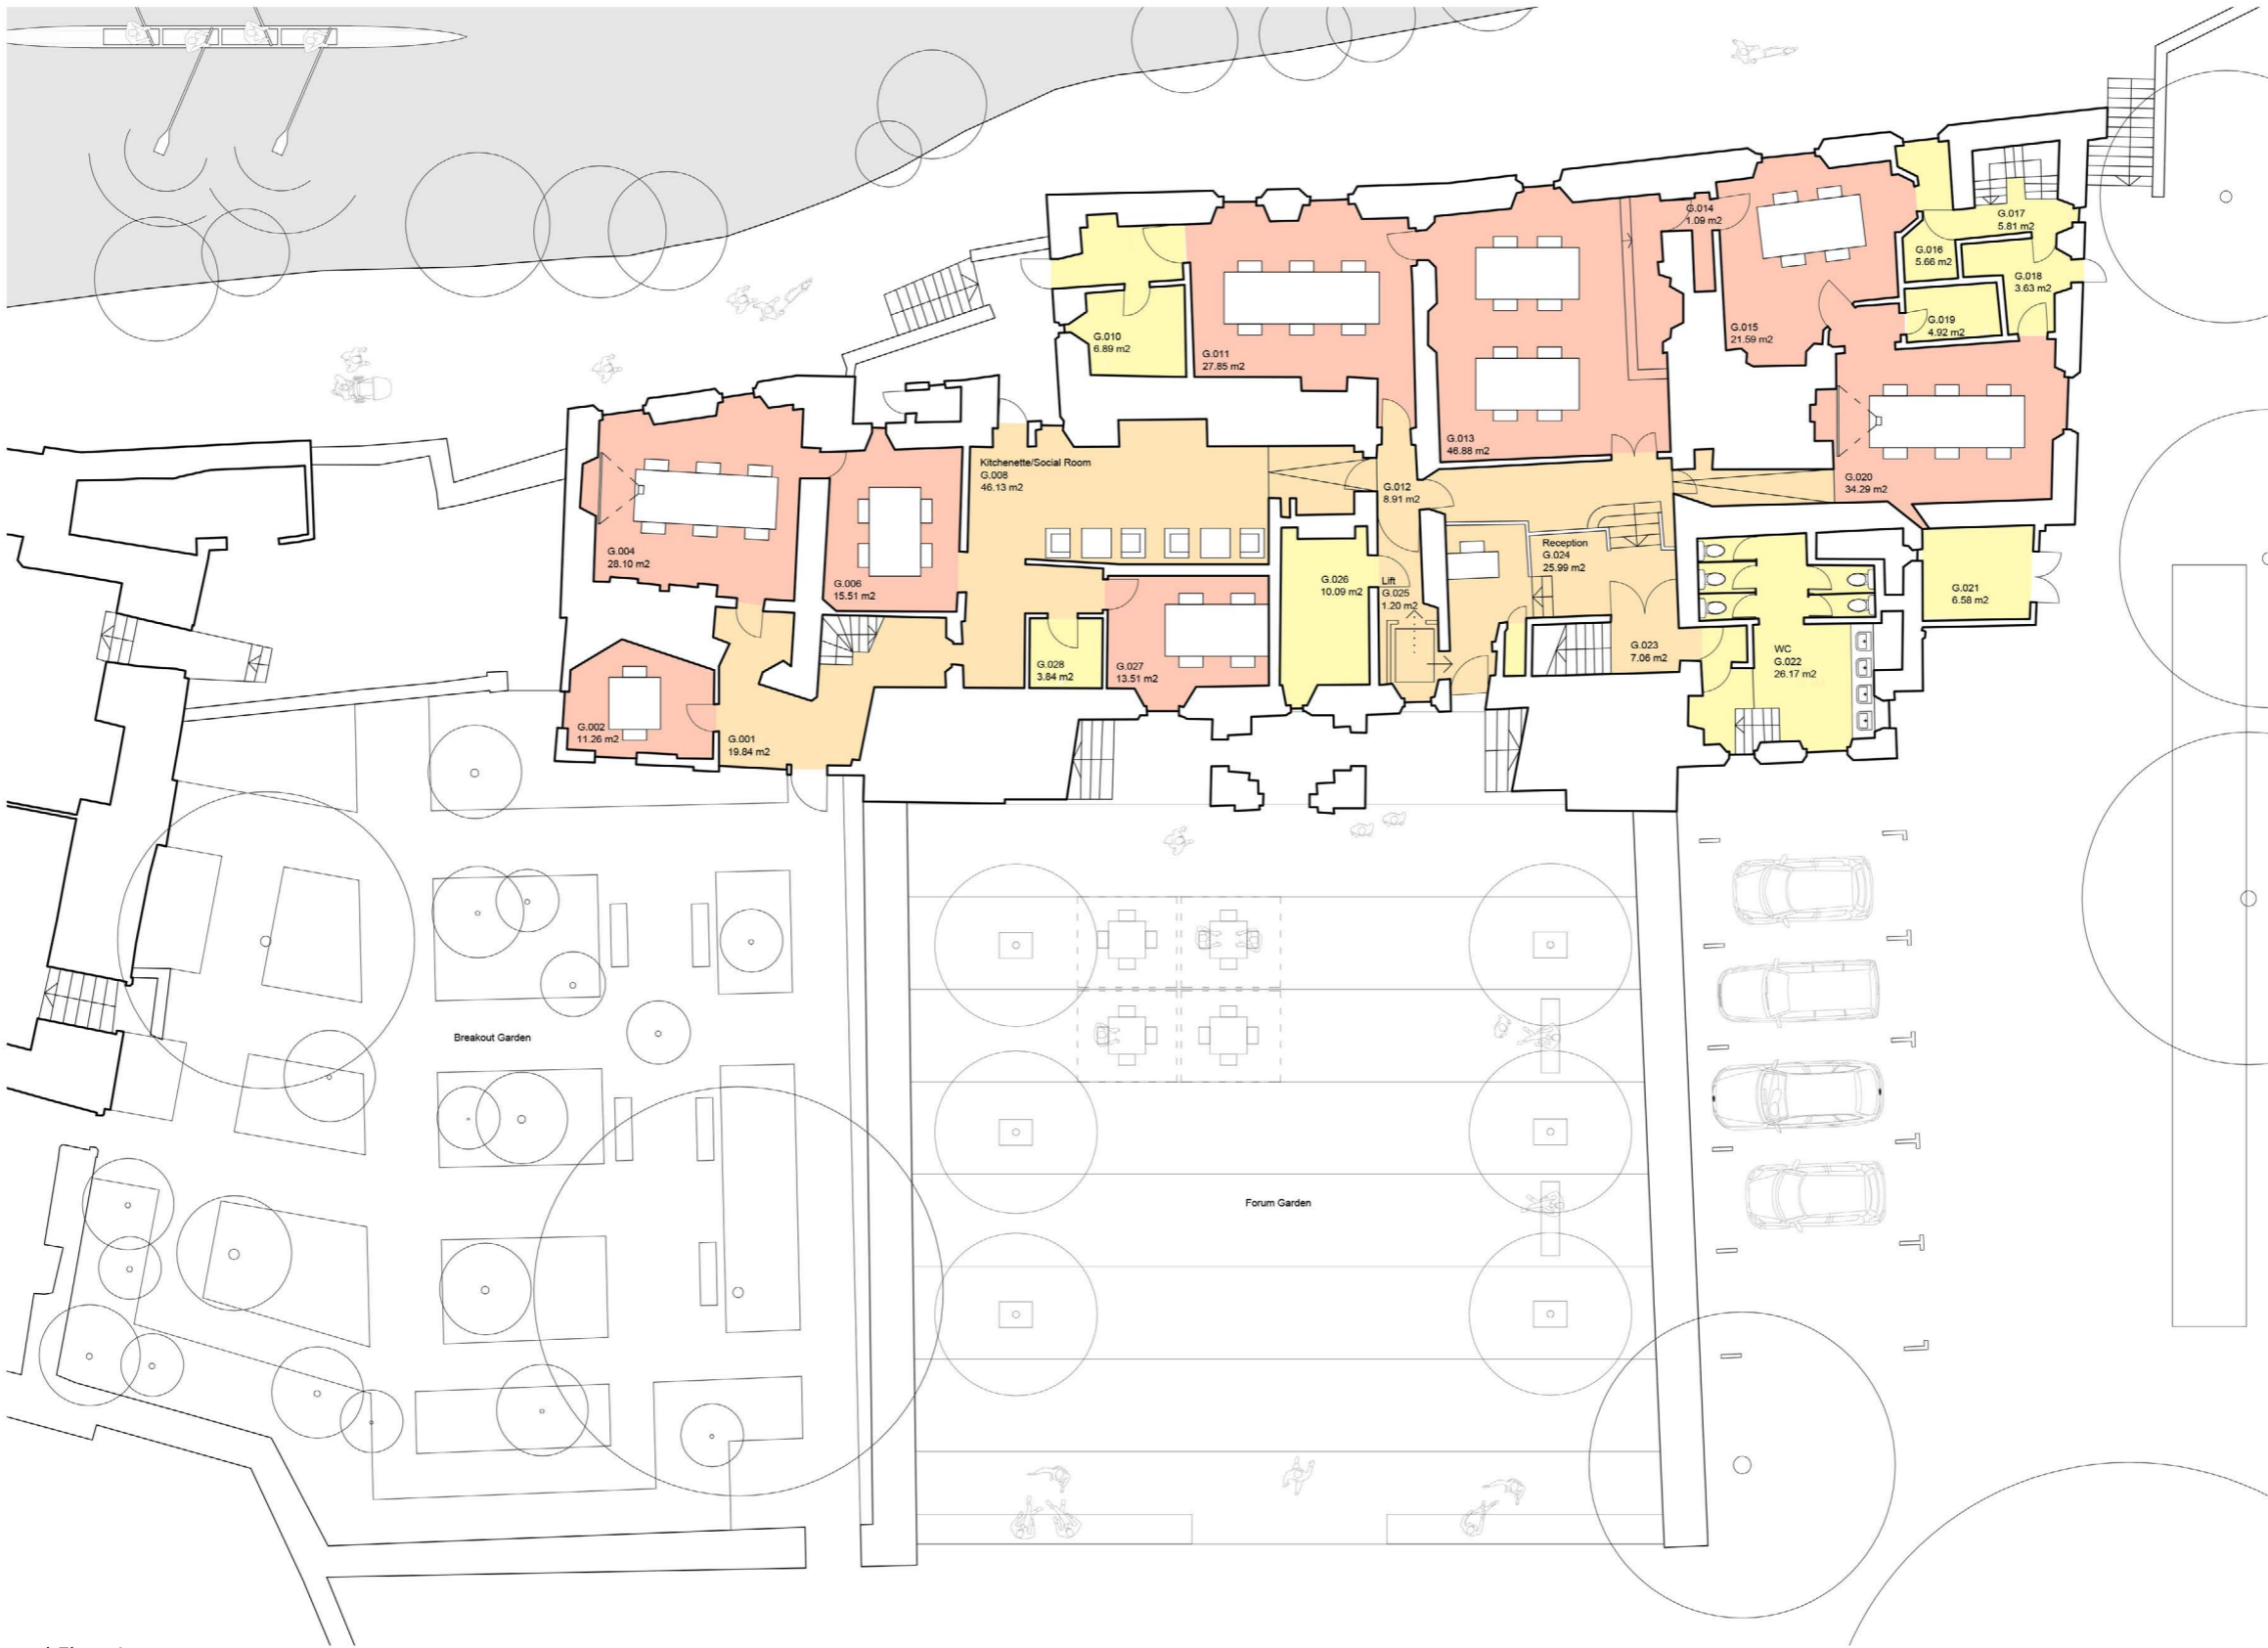 G.014
1.09 m2
G.017
5.81 m2
G.016
5.66 m2
G.018
3.63 m2
G.010
6.89 m2
G.011
27.85 m2
G.015
21.59 m2
G.019
4.92 m2
G.013
46.88 m2
Kitchenette/Social Room
G.008
46.13 m2
G.012
8.91 m2
G.020
34.29 m2
G.004
28.10 m2
G.006
15.51 m2
G.026
10.09 m2
Lift
G.025
1.20 m2
Reception
G.024
25.99 m2
G.021
6.58 m2
G.028
3.84 m2
G.027
13.51 m2
G.023
7.06 m2
WC
G.022
26.17 m2
G.002
11.26 m2
G.001
19.84 m2
Breakout Garden
Forum Garden